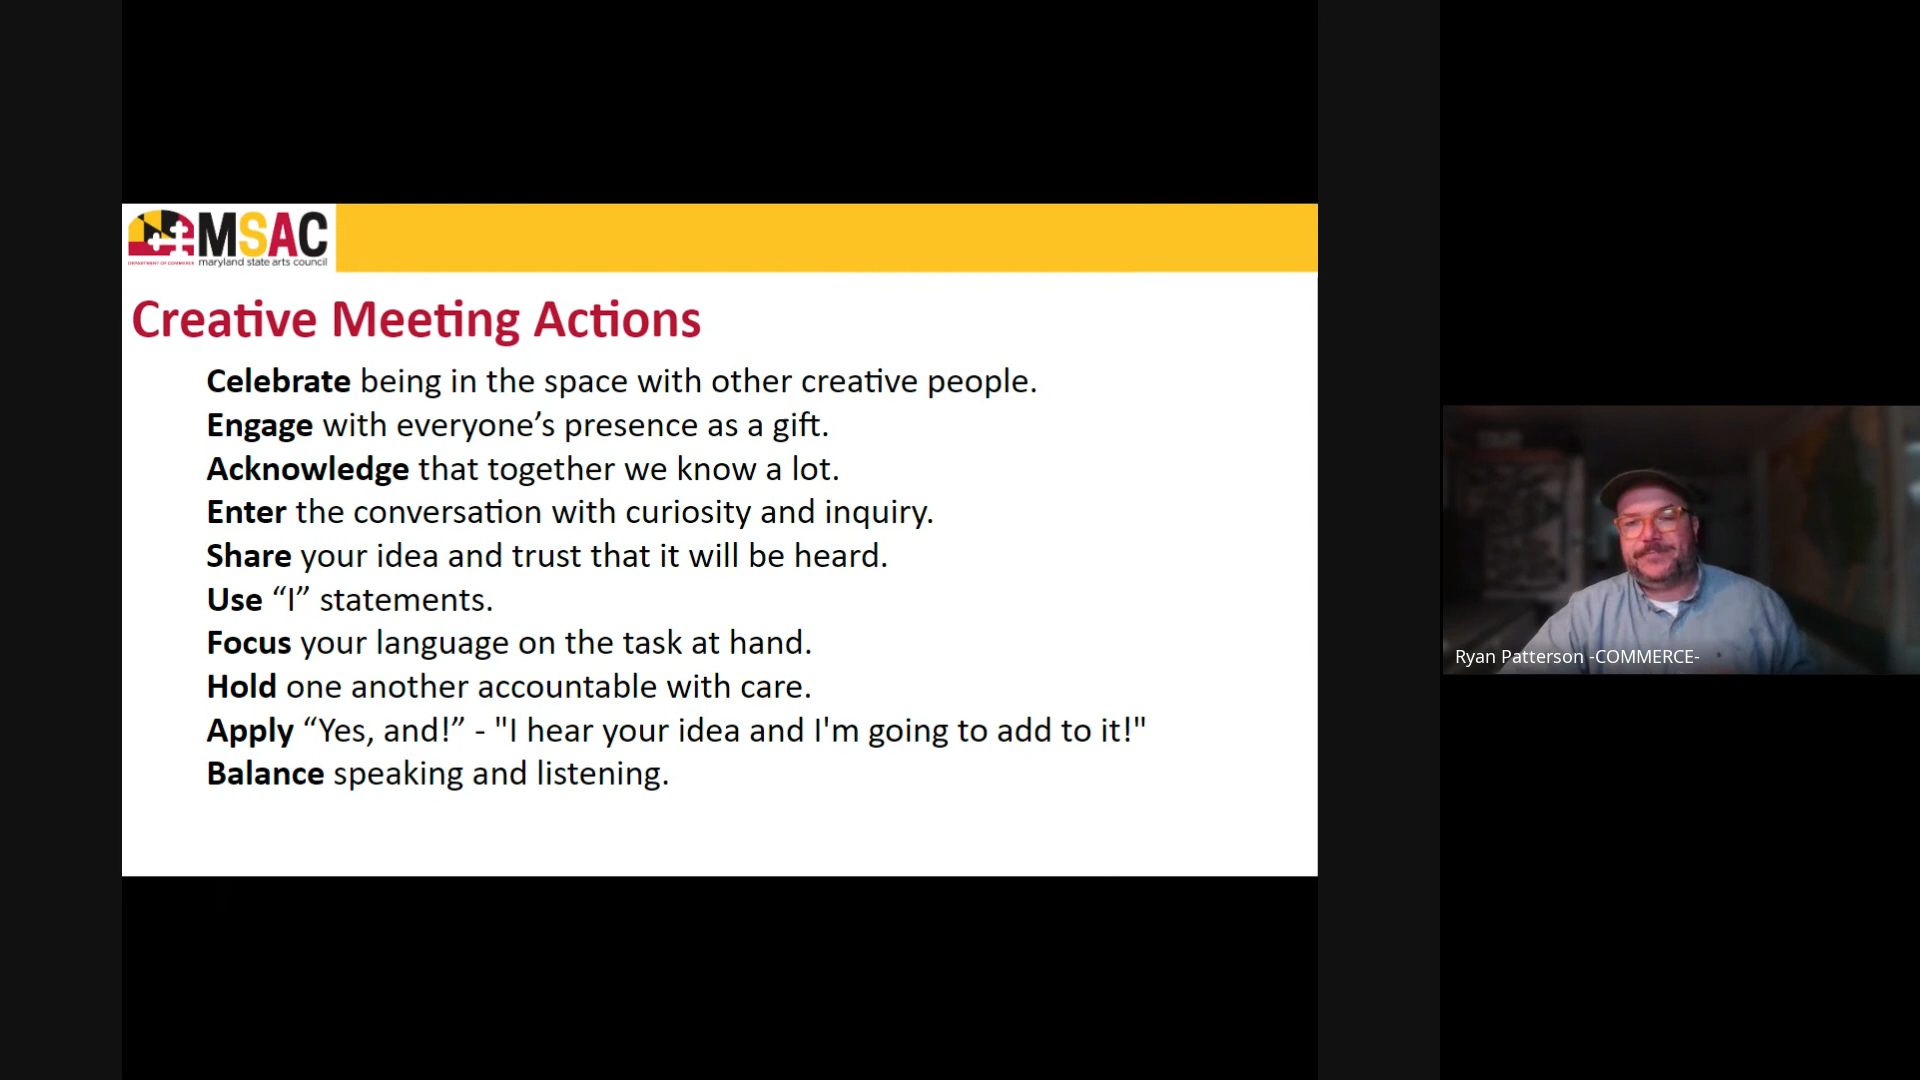 MSAC
DEPARTMENT OF COMMERCE maryland state arts council
Creative Meeting Actions
Celebrate being in the space with other creative people.
Engage with everyone’s presence as a gift.
Acknowledge that together we know a lot.
Enter the conversation with curiosity and inquiry.
Share your idea and trust that it will be heard.
Use “I” statements.
Focus your language on the task at hand.
Hold one another accountable with care.
Apply “Yes, and!” - "I hear your idea and I'm going to add to it!"
Balance speaking and listening.
Ryan Patterson -COMMERCE-